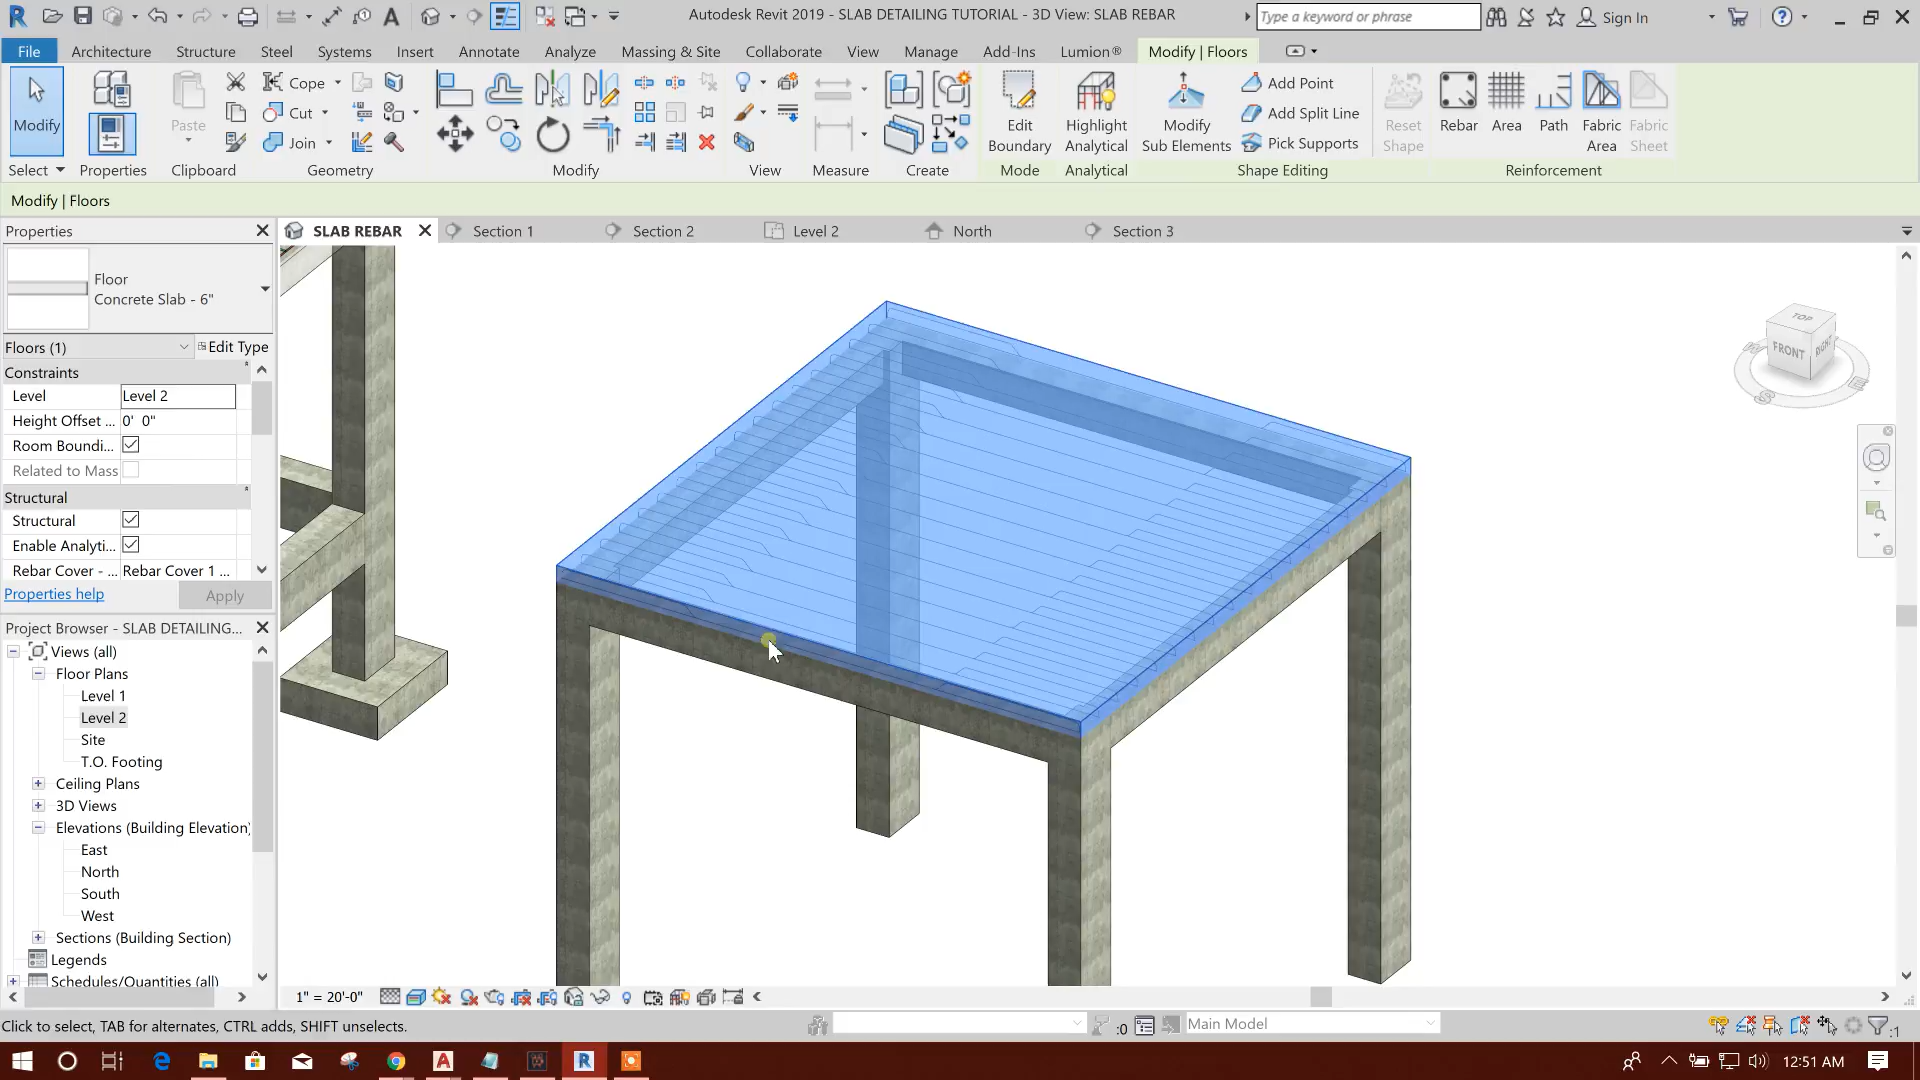 Autodesk Revit 2019 - SLAB DETAILING TUTORIAL - 3D View: SLAB REBAR
Type a keyword or phrase
Sign In
File Architecture Structure Steel Systems Insert Annotate Analyze Massing & Site Collaborate View Manage Add-Ins Lumion® Modify | Floors
Modify
Paste
Cope
Cut
Join
Edit Boundary
Highlight Analytical
Modify Sub Elements
Add Point
Add Split Line
Pick Supports
Reset Shape
Rebar
Area
Path
Fabric Area
Fabric Sheet
Select Properties Clipboard Geometry Modify View Measure Create Mode Analytical Shape Editing Reinforcement
Modify | Floors
Properties
SLAB REBAR
Section 1
Section 2
Level 2
North
Section 3
Floor
Concrete Slab - 6"
Floors (1)
Edit Type
Constraints
Level Level 2
Height Offset ... 0' 0"
Room Boundi...
Related to Mass
Structural
Structural
Enable Analyti...
Rebar Cover - ... Rebar Cover 1 ...
Properties help
Apply
Project Browser - SLAB DETAILING...
Views (all)
Floor Plans
Level 1
Level 2
Site
T.O. Footing
Ceiling Plans
3D Views
Elevations (Building Elevation)
East
North
South
West
Sections (Building Section)
Legends
Schedules/Quantities (all)
TOP
FRONT
RIGHT
W
S
E
1" = 20'-0"
Click to select, TAB for alternates, CTRL adds, SHIFT unselects.
:0
Main Model
:1
12:51 AM